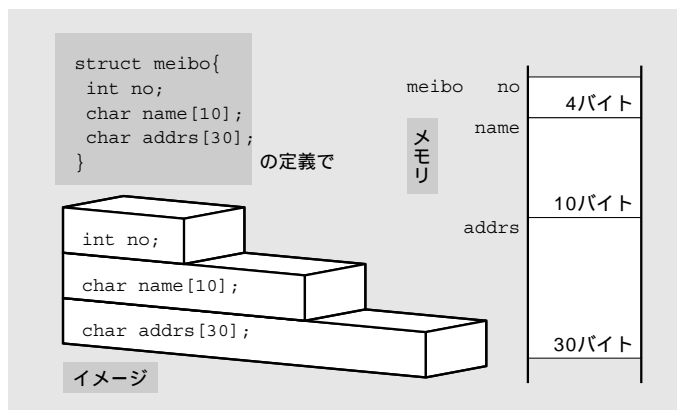 struct meibo{
int no;
char name[10];
char addrs[30];
}
の定義で
int no;
char name[10];
char addrs[30];
イメージ
メモリ
meibo no
4バイト
name
10バイト
addrs
30バイト